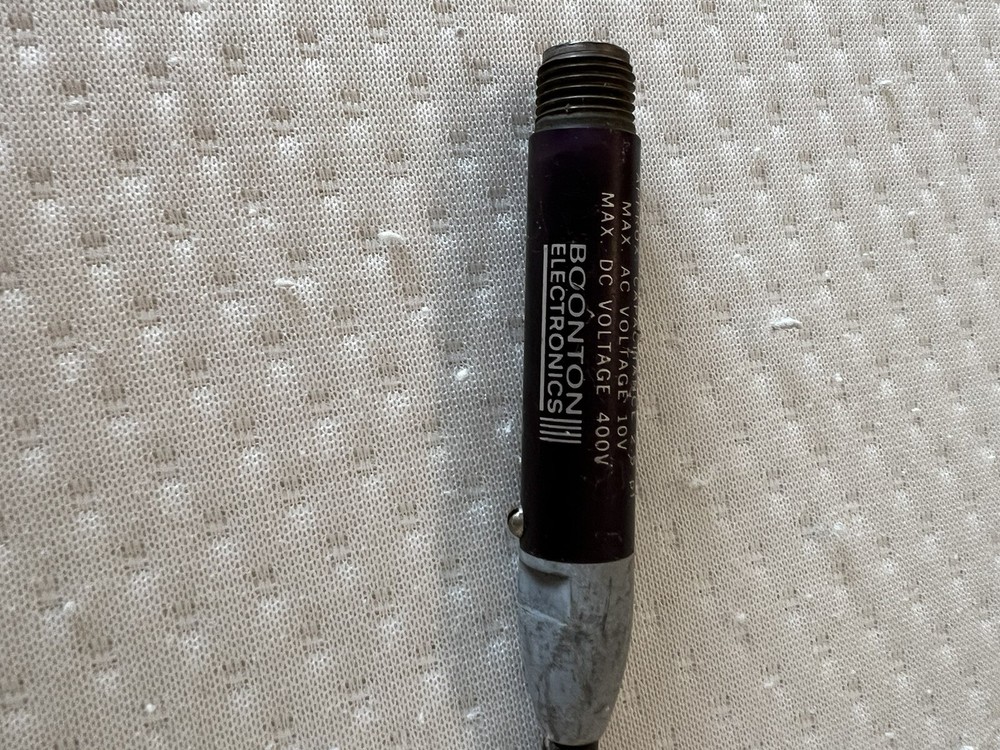 MAX. AC VOLTAGE 10V
MAX. DC VOLTAGE 400V
BOONTON
ELECTRONICS